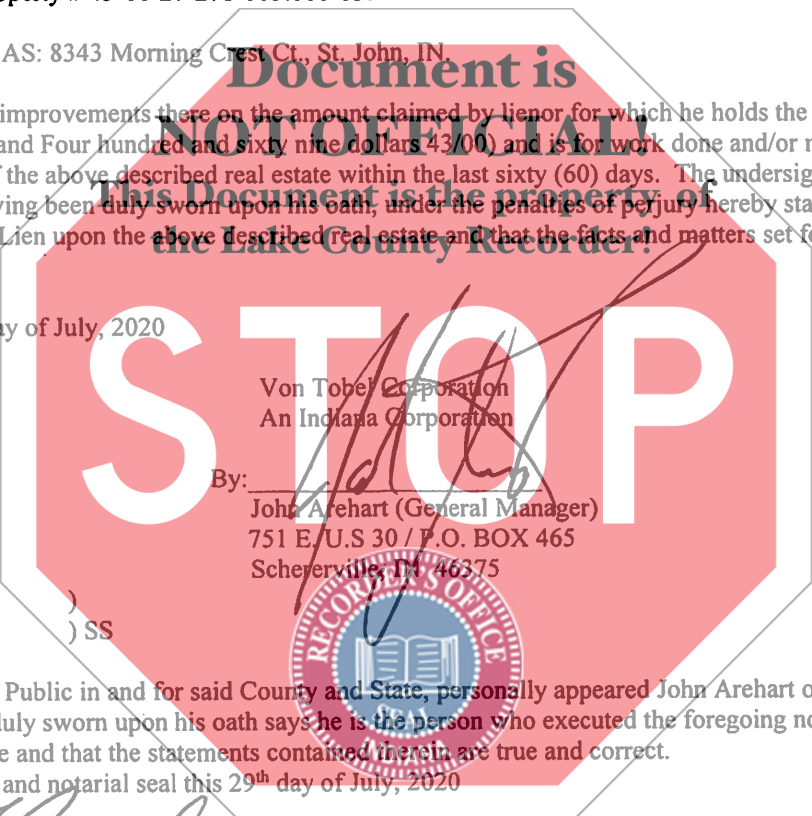 AS: 8343 Morning Crest Ct., St. John, IN.
Document is
improvements there on the amount claimed by lienor for which he holds the
NOT OFFICIAL!
and Four hundred and sixty nine dollars 43/00) and is for work done and/or
the above described real estate within the last sixty (60) days. The undersig
This Document is the property of
ving been duly sworn upon his oath, under the penalties of perjury hereby sta
the Lake County Recorder!
Lien upon the above described real estate and that the facts and matters set fo
ay of July, 2020
STOP
Von Tobel Corporation
An Indiana Corporation
By:
John Arehart (General Manager)
751 E. U.S 30 / P.O. BOX 465
Schererville, IN 46375
)
) SS
RECORDER'S OFFICE
SEAL
Public in and for said County and State, personally appeared John Arehart o
duly sworn upon his oath says he is the person who executed the foregoing no
e and that the statements contained therein are true and correct.
and notarial seal this 29th day of July, 2020